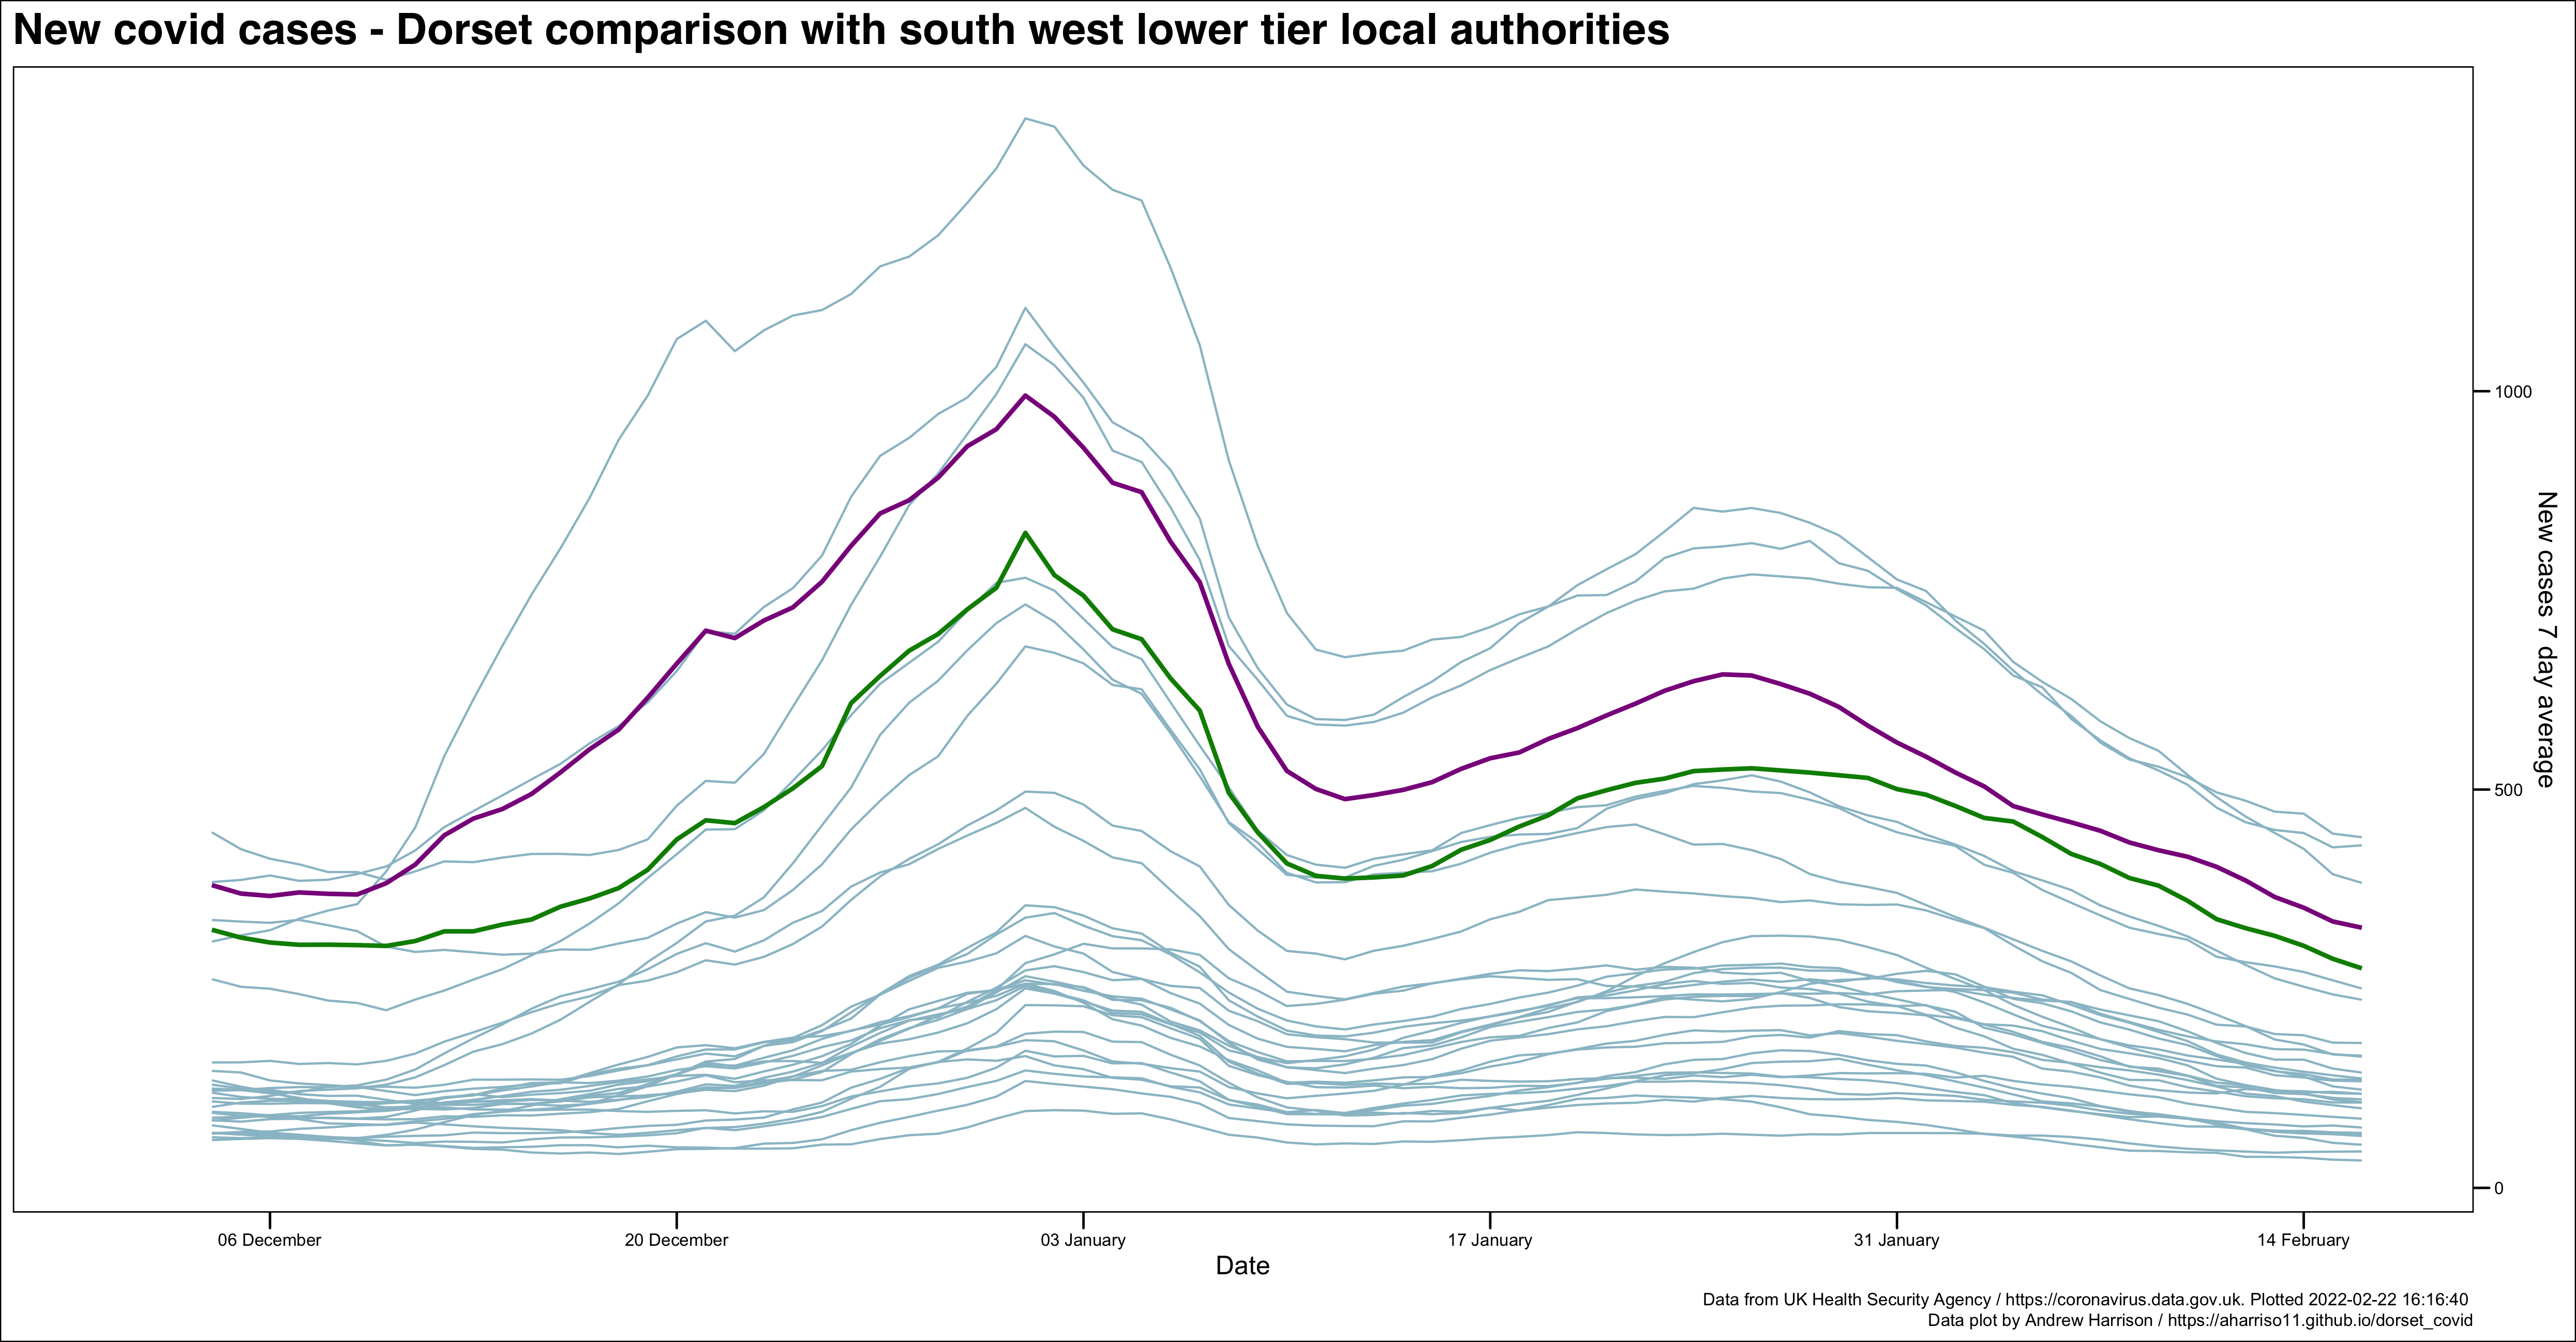 New covid cases - Dorset comparison with south west lower tier local authorities
1000
500
0
New cases 7 day average
06 December
20 December
03 January
17 January
31 January
14 February
Date
Data from UK Health Security Agency / https://coronavirus.data.gov.uk. Plotted 2022-02-22 16:16:40
Data plot by Andrew Harrison / https://aharriso11.github.io/dorset_covid